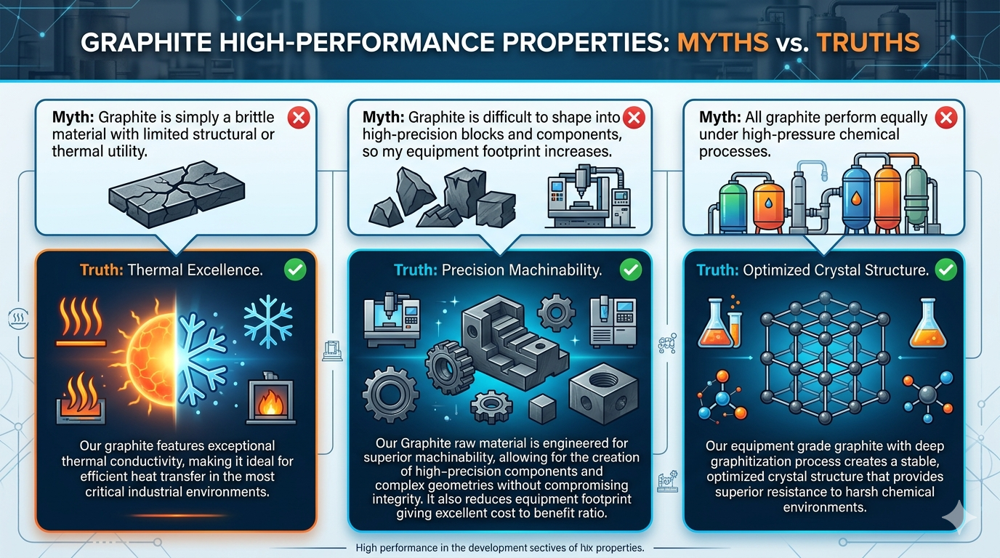 GRAPHITE HIGH-PERFORMANCE PROPERTIES: MYTHS vs. TRUTHS
Myth: Graphite is simply a brittle
material with limited structural or
thermal utility.
Myth: Graphite is difficult to shape into
high-precision blocks and components,
so my equipment footprint increases.
Myth: All graphite perform equally
under high-pressure chemical
processes.
Truth: Thermal Excellence.
Our graphite features exceptional
thermal conductivity, making it ideal for
efficient heat transfer in the most
critical industrial environments.
Truth: Precision Machinability.
Our Graphite raw material is engineered for
superior machinability, allowing for the creation
of high-precision components and
complex geometries without compromising
integrity. It also reduces equipment footprint
giving excellent cost to benefit ratio.
Truth: Optimized Crystal Structure.
Our equipment grade graphite with deep
graphitization process creates a stable,
optimized crystal structure that provides
superior resistance to harsh chemical
environments.
High performance in the development sectives of properties.